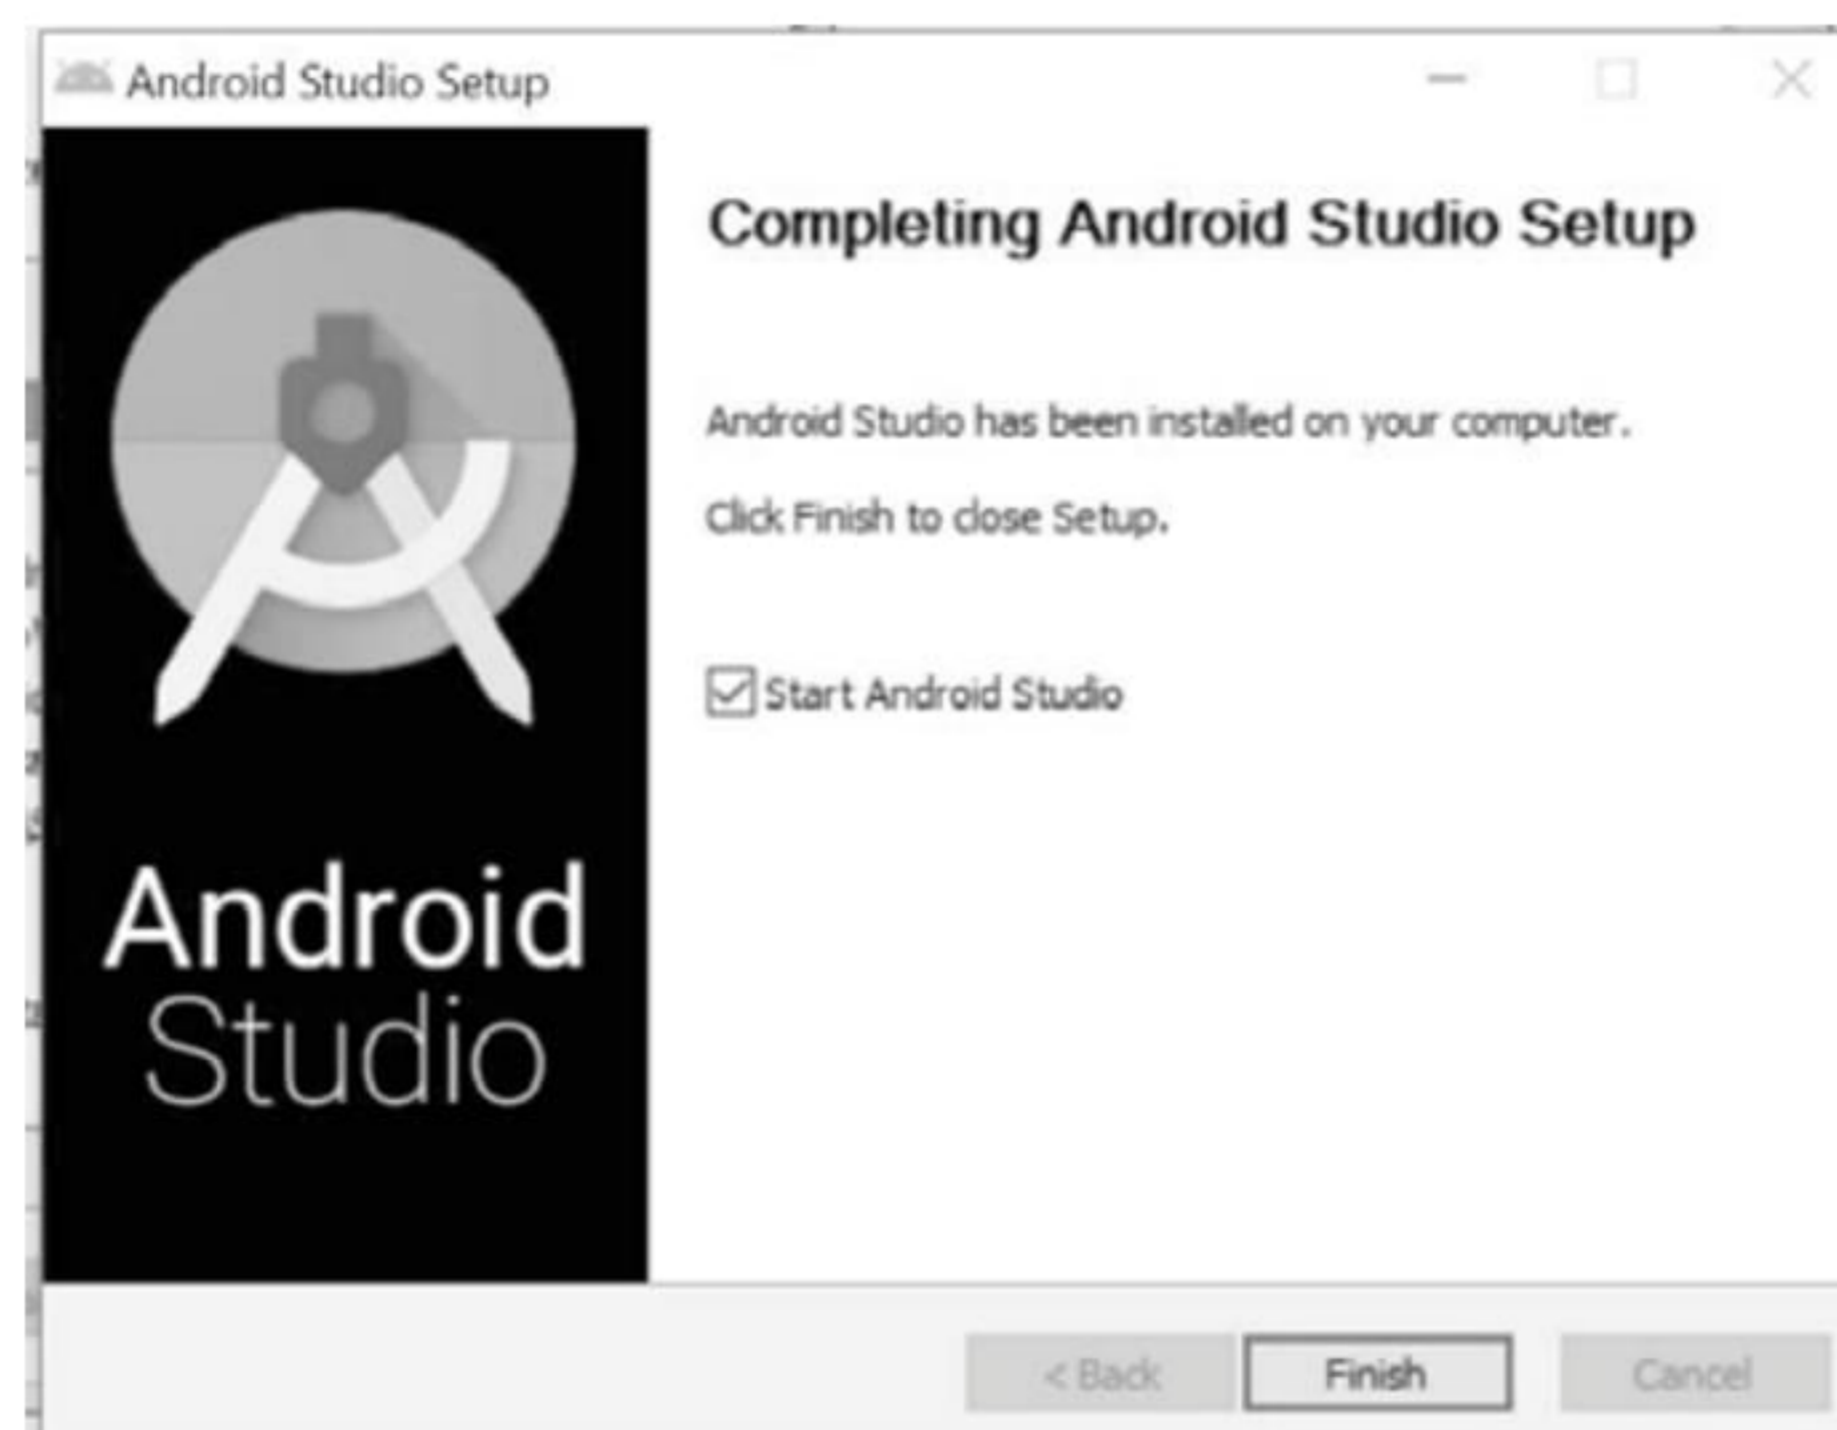 Android Studio Setup
Completing Android Studio Setup
Android Studio has been installed on your computer.
Click Finish to close Setup.
Start Android Studio
Android
Studio
< Back
Finish
Cancel